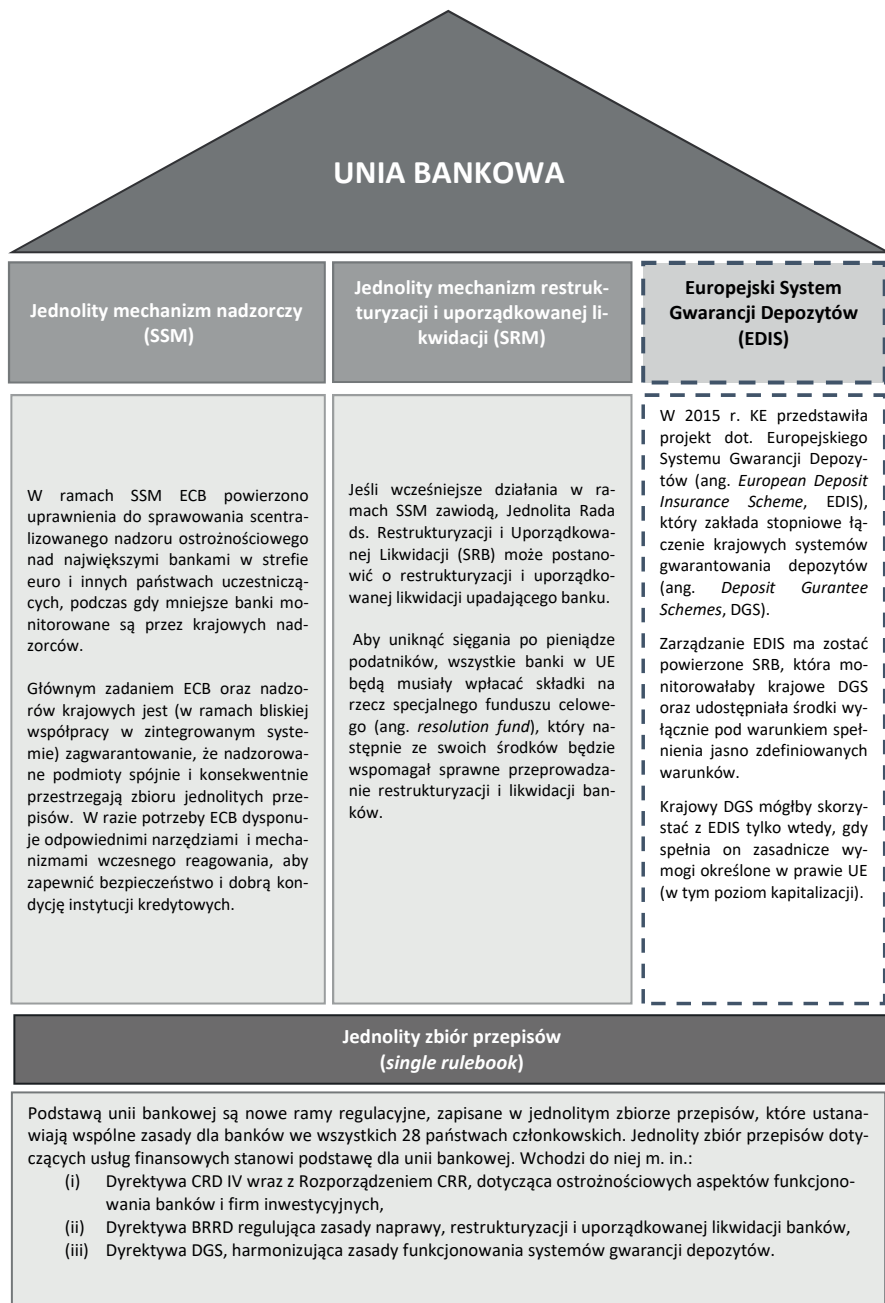 UNIA BANKOWA
Jednolity mechanizm nadzorczy
(SSM)
Jednolity mechanizm restruk-
turyzacji i uporządkowanej li-
kwidacji (SRM)
Europejski System
Gwarancji Depozytów
(EDIS)
W ramach SSM ECB powierzono
uprawnienia do sprawowania scent-
ralizowanego nadzoru ostrożnościowego
nad największymi bankami w strefie
euro i innych państwach uczestniczą-
cych, podczas gdy mniejsze banki mo-
nitorowane są przez krajowych nad-
zorców.
Głównym zadaniem ECB oraz nadzo-
rów krajowych jest (w ramach bliskiej
współpracy w zintegrowanym syste-
mie) zagwarantowanie, że nadzorowa-
ne podmioty spójnie i konsekwentnie
przestrzegają zbioru jednolitych prze-
pisów. W razie potrzeby ECB dysponu-
je odpowiednimi narzędziami i mecha-
nizmami wczesnego reagowania, aby
zapewnić bezpieczeństwo i dobrą kon-
dycję instytucji kredytowych.
Jeśli wcześniejsze działania w ra-
mach SSM zawiodą, Jednolita Rada
ds. Restrukturyzacji i Uporządkowa-
nej Likwidacji (SRB) może postano-
wić o restrukturyzacji i uporządko-
wanej likwidacji upadającego banku.
Aby uniknąć sięgania po pieniądze
podatników, wszystkie banki w UE
będą musiały wpłacać składki na
rzecz specjalnego funduszu celowe-
go (ang. resolution fund), który na-
stępnie ze swoich środków będzie
wspomagał sprawne przeprowadza-
nie restrukturyzacji i likwidacji ban-
ków.
W 2015 r. KE przedstawiła
projekt dot. Europejskiego
Systemu Gwarancji Depozy-
tów (ang. European Deposit
Insurance Scheme, EDIS),
który zakłada stopniowe łą-
czenie krajowych systemów
gwarantowania depozytów
(ang. Deposit Gurantee
Schemes, DGS).
Zarządzanie EDIS ma zostać
powierzone SRB, która mo-
nitorowałaby krajowe DGS
oraz udostępniała środki wy-
łącznie pod warunkiem speł-
nienia jasno zdefiniowanych
warunków.
Krajowy DGS mógłby skorzy-
stać z EDIS tylko wtedy, gdy
spełnia on zasadnicze wy-
mogi określone w prawie UE
(w tym poziom kapitalizacji).
Jednolity zbiór przepisów
(single rulebook)
Podstawą unii bankowej są nowe ramy regulacyjne, zapisane w jednolitym zbiorze przepisów, które ustana-
wiają wspólne zasady dla banków we wszystkich 28 państwach członkowskich. Jednolity zbiór przepisów doty-
czących usług finansowych stanowi podstawę dla unii bankowej. Wchodzi do niej m. in.:
(i) Dyrektywa CRD IV wraz z Rozporządzeniem CRR, dotycząca ostrożnościowych aspektów funkcjono-
wania banków i firm inwestycyjnych,
(ii) Dyrektywa BRRD regulująca zasady naprawy, restrukturyzacji i uporządkowanej likwidacji banków,
(iii) Dyrektywa DGS, harmonizująca zasady funkcjonowania systemów gwarancji depozytów.